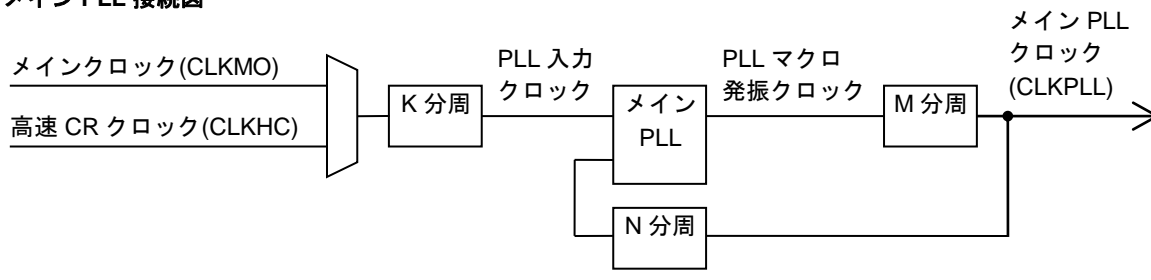 メイン PLL 接続図
メインクロック(CLKMO)
高速 CR クロック(CLKHC)
K 分周
PLL 入力
クロック
メイン
PLL
PLL マクロ
発振クロック
M 分周
メイン PLL
クロック
(CLKPLL)
N 分周